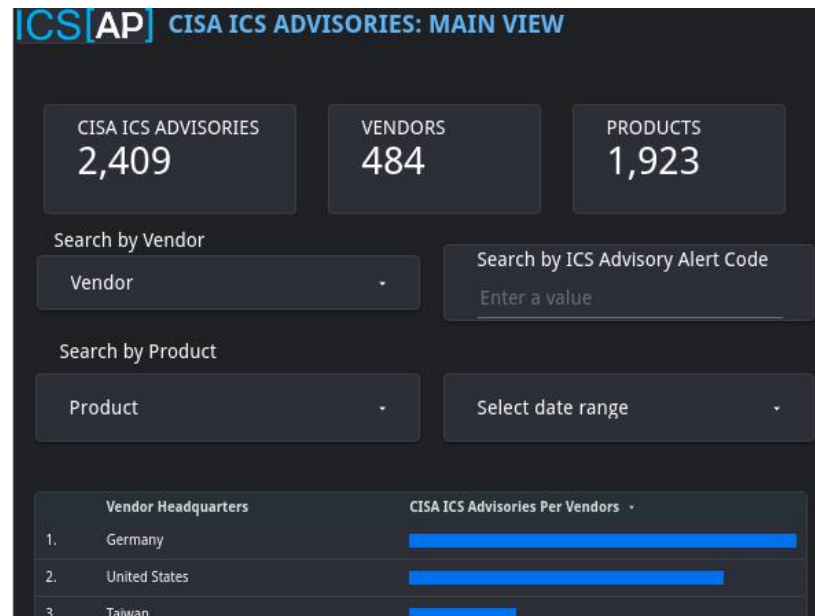 ICS[AP] CISA ICS ADVISORIES: MAIN VIEW
CISA ICS ADVISORIES
2,409
VENDORS
484
PRODUCTS
1,923
Search by Vendor
Vendor
Search by ICS Advisory Alert Code
Enter a value
Search by Product
Product
Select date range
Vendor Headquarters CISA ICS Advisories Per Vendors
1. Germany
2. United States
3. Taiwan